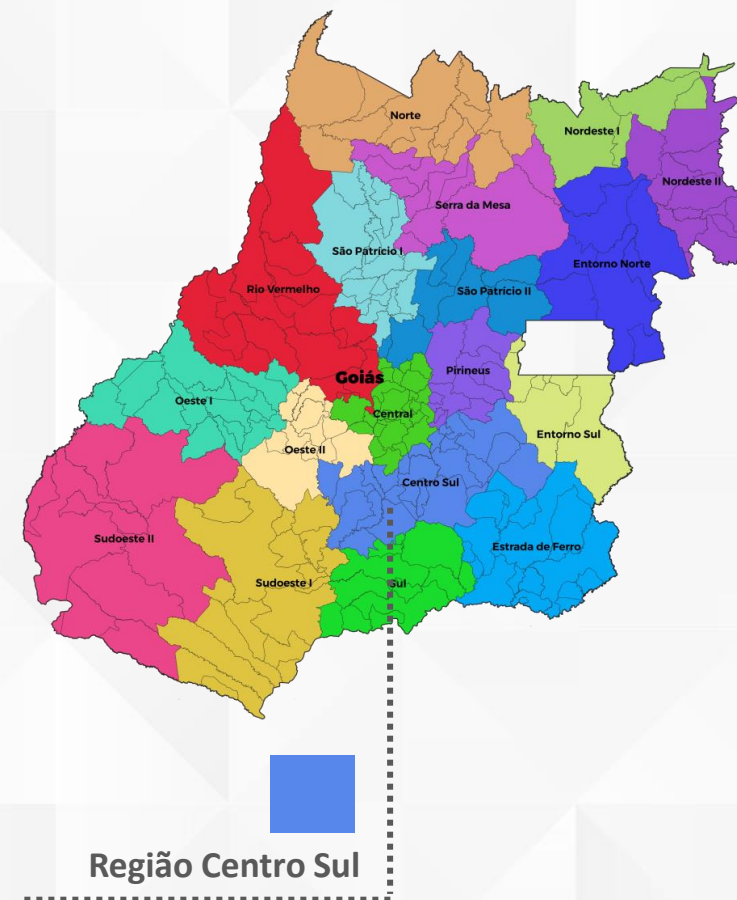 Norte
Nordeste I
Nordeste II
Serra da Mesa
São Patrício I
Entorno Norte
Rio Vermelho
São Patrício II
Pirineus
Goiás
Oeste I
Central
Entorno Sul
Oeste II
Centro Sul
Sudoeste II
Estrada de Ferro
Sudoeste I
Sul
Região Centro Sul